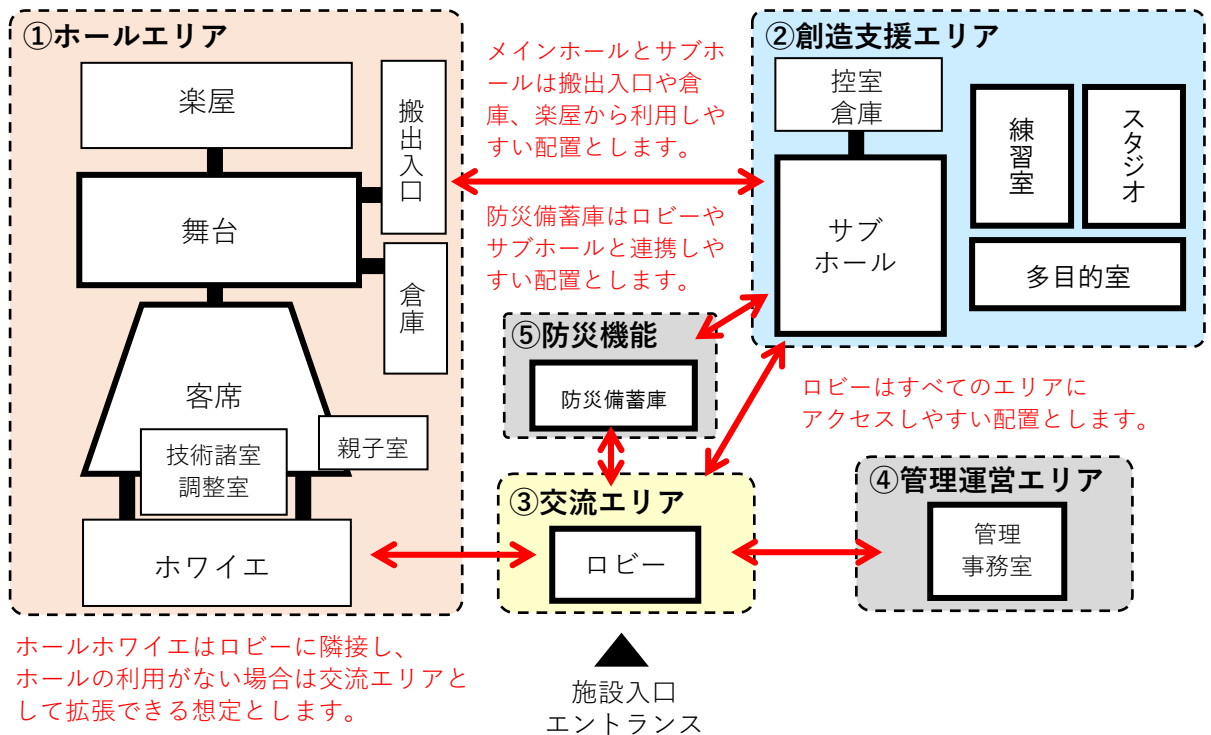 ①ホールエリア
楽屋
搬出入口
舞台
倉庫
客席
親子室
技術諸室
調整室
ホワイエ
ホールホワイエはロビーに隣接し、
ホールの利用がない場合は交流エリアと
して拡張できる想定とします。
メインホールとサブホ
ールは搬出入口や倉
庫、楽屋から利用しや
すい配置とします。
防災備蓄庫はロビーや
サブホールと連携しや
すい配置とします。
②創造支援エリア
控室
倉庫
サブ
ホール
練習室
スタジオ
多目的室
⑤防災機能
防災備蓄庫
ロビーはすべてのエリアに
アクセスしやすい配置とします。
③交流エリア
ロビー
④管理運営エリア
管理
事務室
施設入口
エントランス